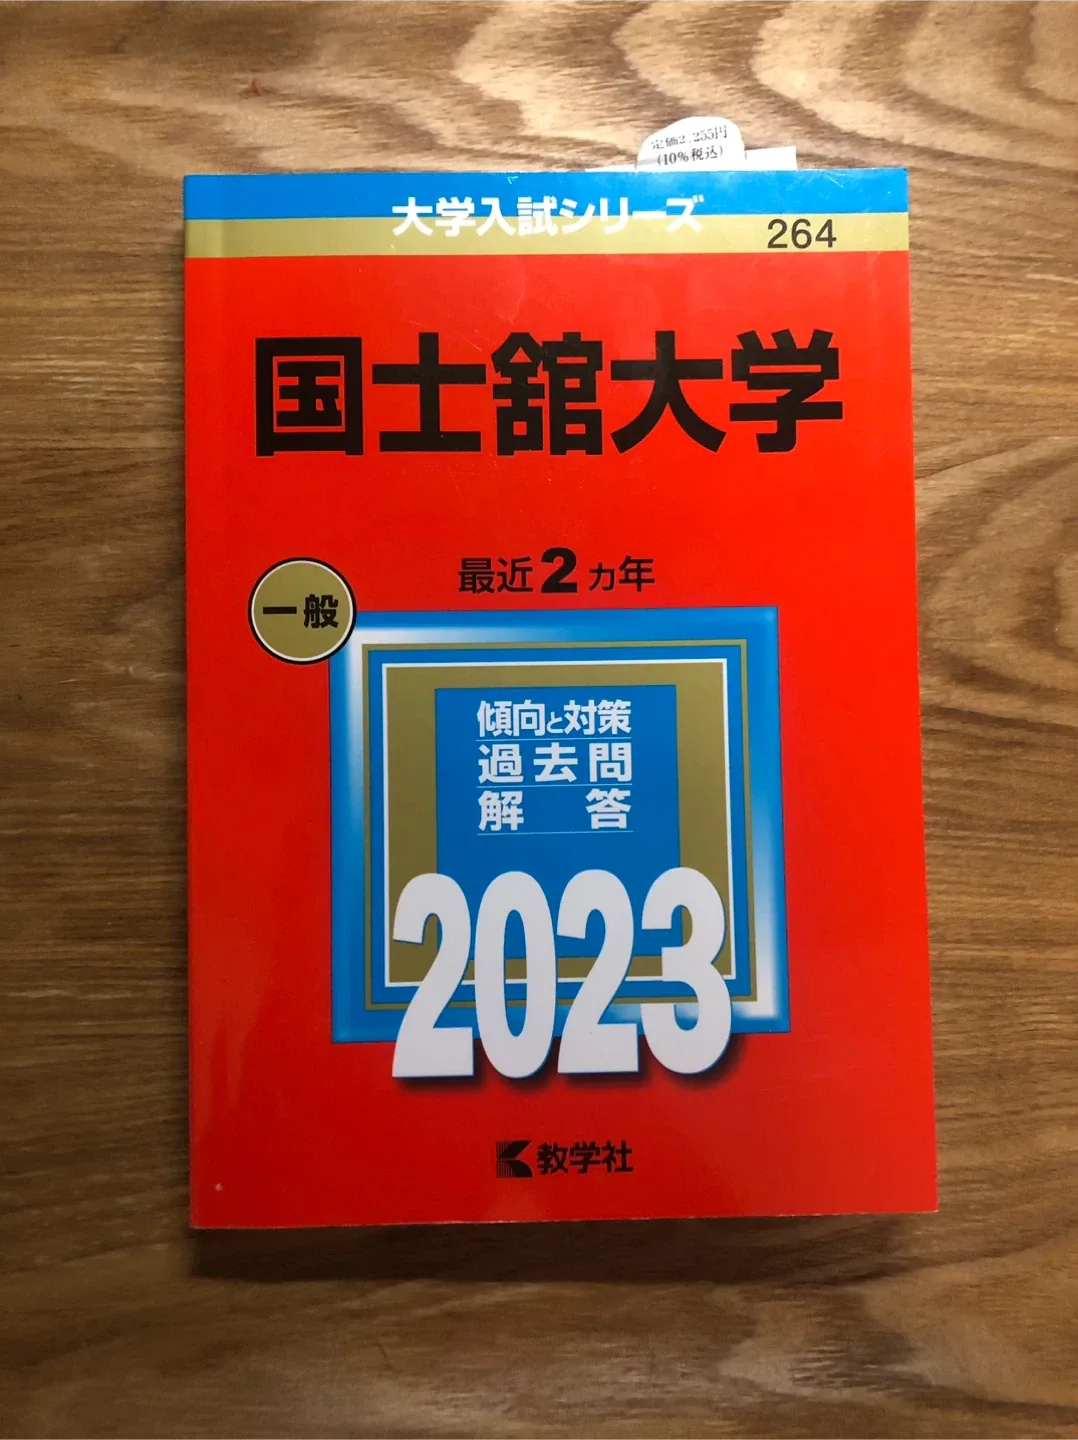 定価2,255円
(10%税込)
大学入試シリーズ
264
国士舘大学
最近2カ年
一般
傾向と対策
過去問
解答
2023
教学社